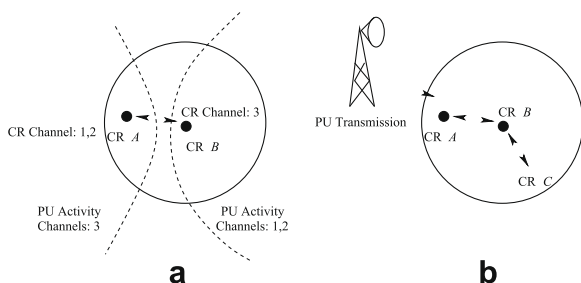 CR Channel: 1,2
CR A
CR Channel: 3
CR B
PU Activity
Channels: 3
PU Activity
Channels: 1,2
a
PU Transmission
CR A
CR B
CR C
b